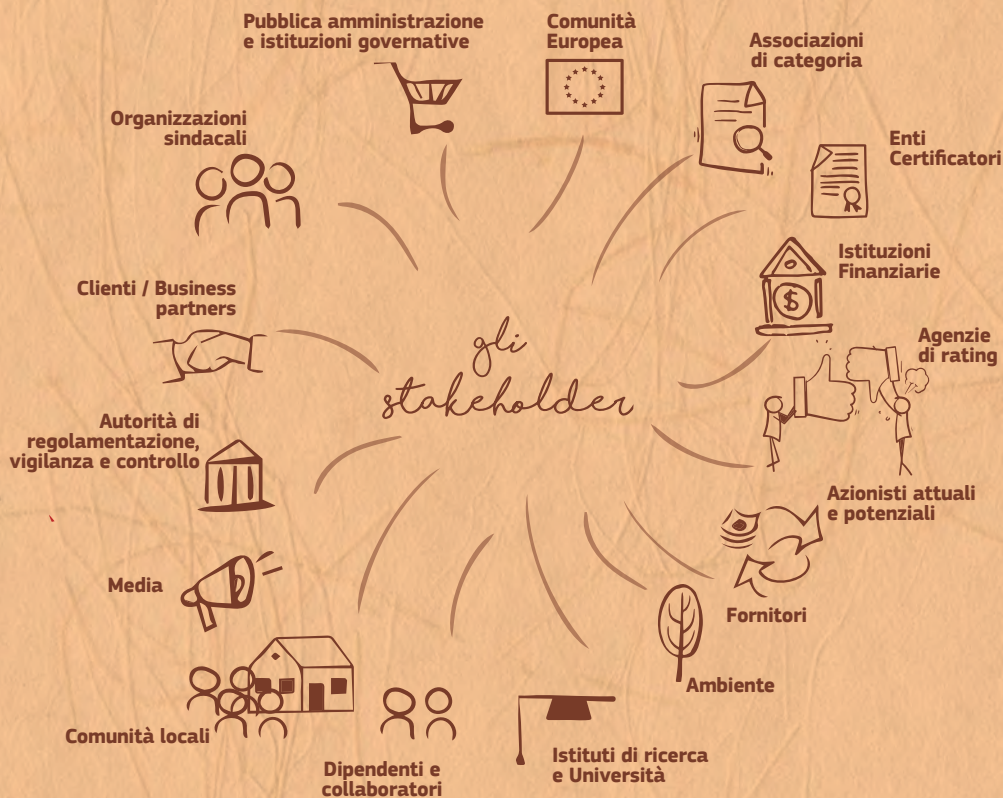 Pubblica amministrazione
e istituzioni governative
Comunità
Europea
Associazioni
di categoria
Organizzazioni
sindacali
Enti
Certificatori
Istituzioni
Finanziarie
Clienti / Business
partners
gli
stakeholder
Agenzie
di rating
Autorità di
regolamentazione,
vigilanza e controllo
Azionisti attuali
e potenziali
Media
Fornitori
Ambiente
Comunità locali
Dipendenti e
collaboratori
Istituti di ricerca
e Università
$